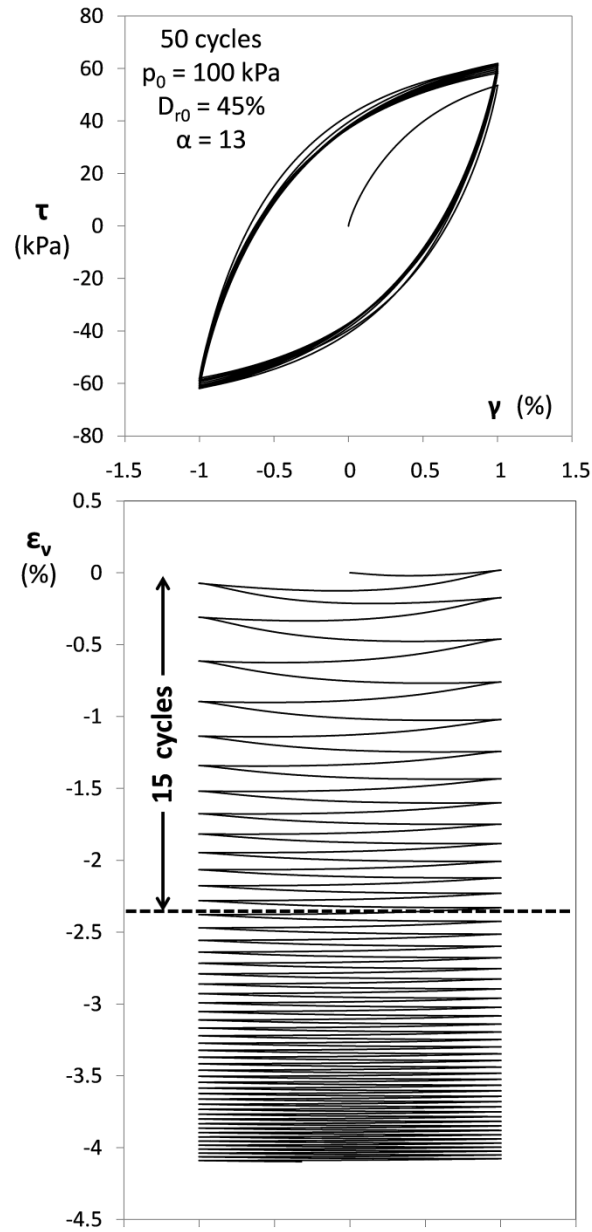 80
60
40
20
0
-20
-40
-60
-80
τ
(kPa)
50 cycles
p0 = 100 kPa
Dr0 = 45%
α = 13
γ (%)
-1.5 -1 -0.5 0 0.5 1 1.5
εv
(%)
0.5
0
-0.5
-1
-1.5
-2
-2.5
-3
-3.5
-4
-4.5
15 cycles